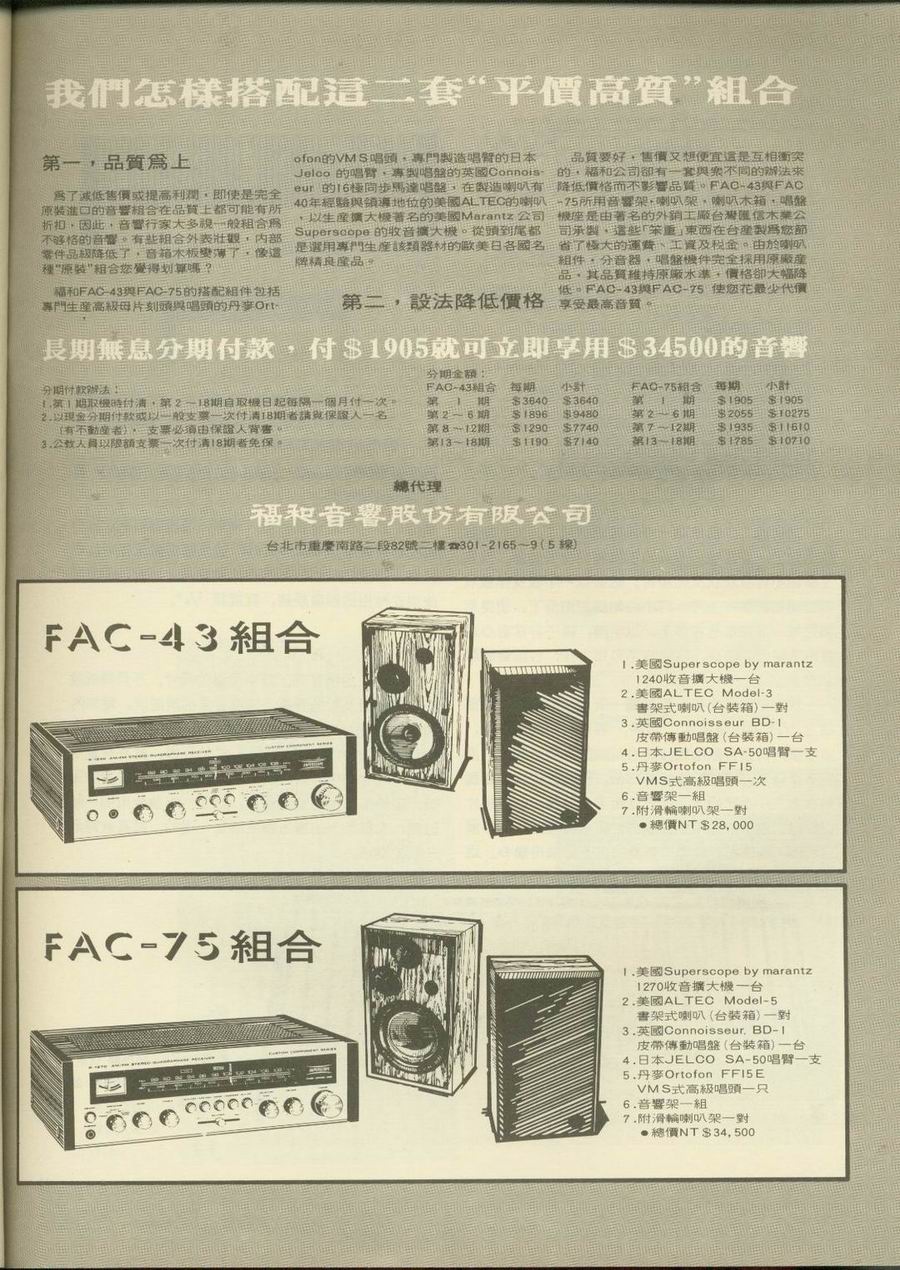 我們怎樣搭配這二套“平價高質”組合
第一，品質爲上
爲了減低售價或提高利潤，即使是完全
原裝進口的音響組合在品質上都可能有所
折扣，因此，音響行家大多視一般組合爲
不够格的音響。有些組合外表壯觀，內部
零件品級降低了，音箱木板變薄了，像這
種“原裝”組合您覺得划算嗎？
福和FAC-43與FAC-75的搭配組件包括
專門生産高級母片刻頭與唱頭的丹麥Ort-
ofon的VMS唱頭，專門製造唱臂的日本
Jelco 的唱臂，專製唱盤的英國Connois-
eur 的16極同步馬達唱盤，在製造喇叭有
40年經驗與領導地位的美國ALTEC的喇叭
，以生産擴大機著名的美國Marantz 公司
Superscope 的收音擴大機。從頭到尾都
是選用專門生産該類器材的歐美日各國名
牌精良産品。
第二，設法降低價格
品質要好，售價又想便宜這是互相衝突
的，福和公司卻有一套與衆不同的辦法來
降低價格而不影響品質。FAC-43與FAC
-75所用音響架·喇叭架，喇叭木箱，唱盤
機座是由著名的外銷工廠台灣匯信木業公
司承製，這些「笨重」東西在台産製爲您節
省了極大的運費、工資及税金。由於喇叭
組件，分音器，唱盤機件完全採用原廠産
品，其品質維持原廠水準，價格卻大幅降
低。FAC-43與FAC-75 使您花最少代價
享受最高音質。
長期無息分期付款，付＄1905就可立即享用＄34500的音響
分期付款辦法：
1.第1期取機時付清，第2～18期自取機日起每隔一個月付一次。
2.以現金分期付款或以一般支票一次付清18期者請與保證人一名
(有不動産者)，支票必須由保證人背書。
3.公教人員以限額支票一次付清18期者免保。
分期金額：
FAC-43組合 每期 小計
第 1 期 $3640 $3640
第2～6期 $1896 $9480
第8～12期 $1290 $7740
第13～18期 $1190 $7140
FAC-75組合 每期 小計
第 1 期 $1905 $1905
第2～6期 $2055 $10275
第7～12期 $1935 $11610
第13～18期 $1785 $10710
總代理
福和音響股份有限公司
台北市重慶南路二段82號二樓☎301-2165～9(5線)
FAC-43組合
1.美國Superscope by marantz
1240收音擴大機一台
2.美國ALTEC Model-3
書架式喇叭(台裝箱)一對
3.英國Connoisseur BD-1
皮帶傳動唱盤(台裝箱)一台
4.日本JELCO SA-50唱臂一支
5.丹麥Ortofon FF15
VMS式高級唱頭一次
6.音響架一組
7.附滑輪喇叭架一對
●總價NT＄28,000
FAC-75組合
1.美國Superscope by marantz
1270收音擴大機一台
2.美國ALTEC Model-5
書架式喇叭(台裝箱)一對
3.英國Connoisseur. BD-1
皮帶傳動唱盤(台裝箱)一台
4.日本JELCO SA-50唱臂一支
5.丹麥Ortofon FF15E
VMS式高級唱頭一只
6.音響架一組
7.附滑輪喇叭架一對
●總價NT＄34,500